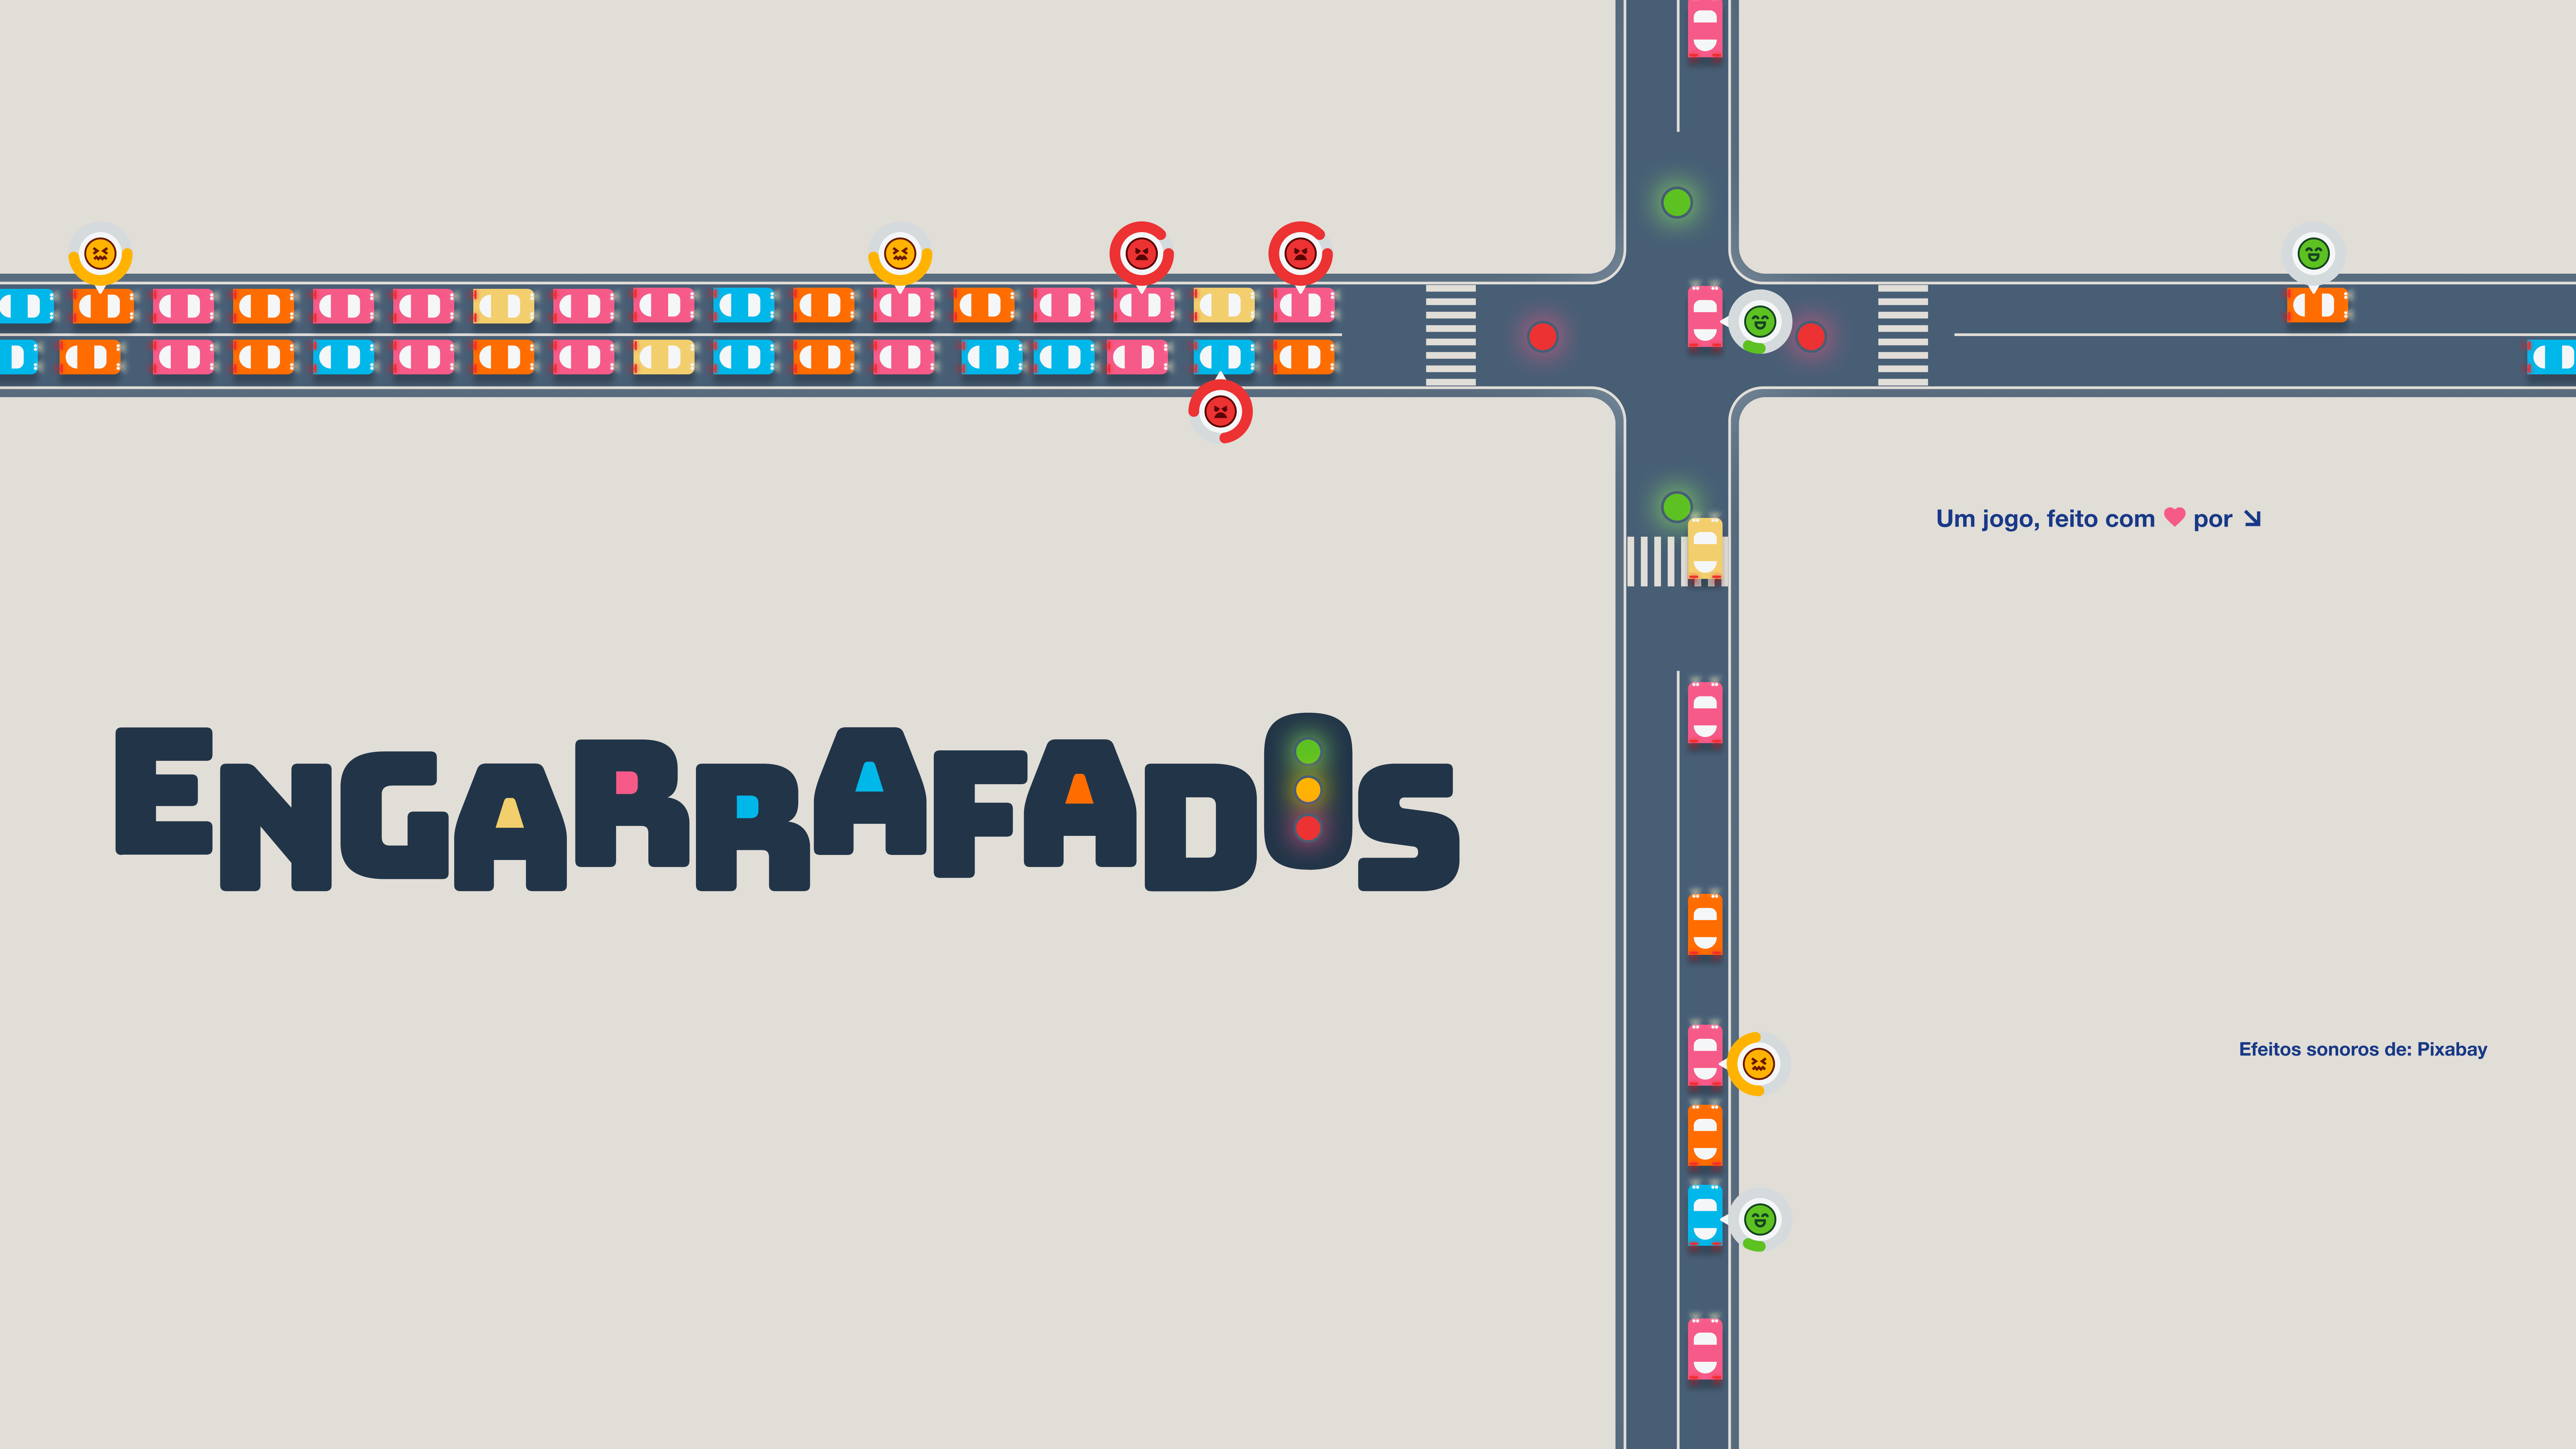 Um jogo, feito com ❤ por ↘
ENGARRAFADOS
Efeitos sonoros de: Pixabay